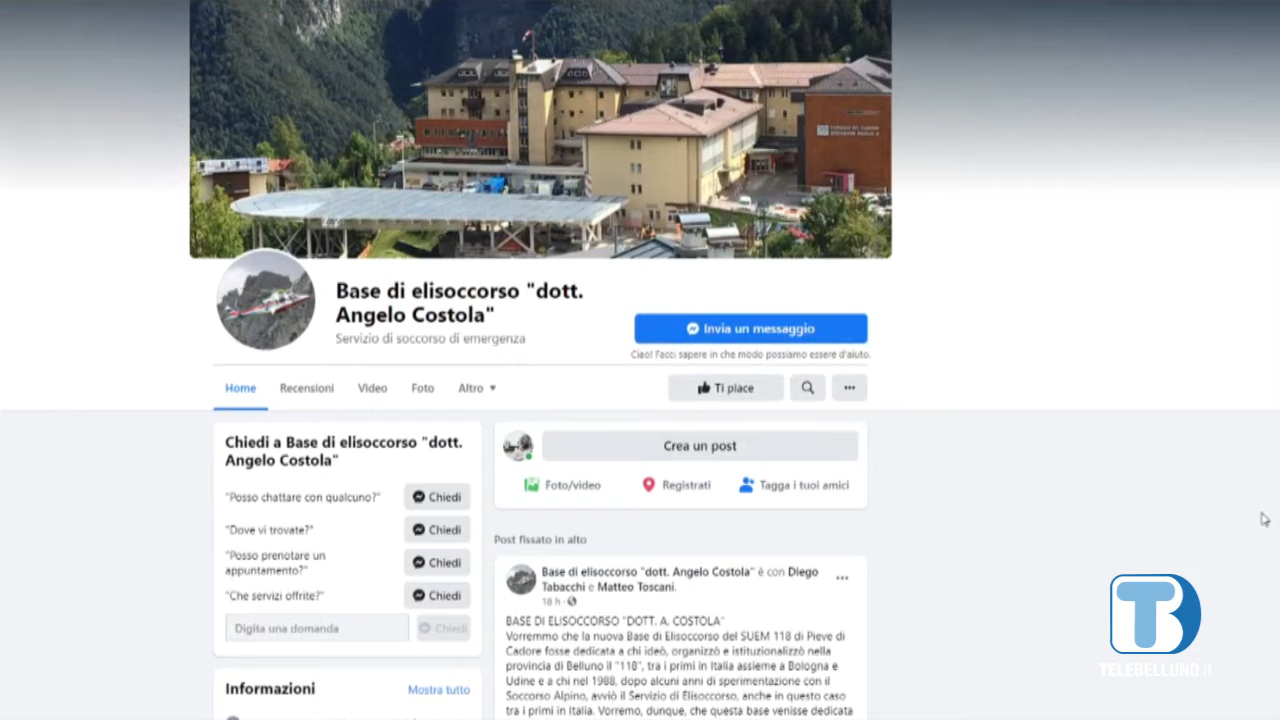 Base di elisoccorso "dott.
Angelo Costola"
Servizio di soccorso di emergenza
Invia un messaggio
Ciao! Facci sapere in che modo possiamo essere d'aiuto.
Home Recensioni Video Foto Altro
Ti piace
Chiedi a Base di elisoccorso "dott.
Angelo Costola"
"Posso chattare con qualcuno?" Chiedi
"Dove vi trovate?" Chiedi
"Posso prenotare un
appuntamento?" Chiedi
"Che servizi offrite?" Chiedi
Digita una domanda Chiedi
Informazioni Mostra tutto
Crea un post
Foto/video Registrati Tagga i tuoi amici
Post fissato in alto
Base di elisoccorso "dott. Angelo Costola" è con Diego
Tabacchi e Matteo Toscani.
18 h
BASE DI ELISOCCORSO "DOTT. A. COSTOLA"
Vorremmo che la nuova Base di Elisoccorso del SUEM 118 di Pieve di
Cadore fosse dedicata a chi ideò, organizzò e istituzionalizzò nella
provincia di Belluno il "118", tra i primi in Italia assieme a Bologna e
Udine e a chi nel 1988, dopo alcuni anni di sperimentazione con il
Soccorso Alpino, avviò il Servizio di Elisoccorso, anche in questo caso
tra i primi in Italia. Vorremo, dunque, che questa base venisse dedicata
TB
TELEBELLUNO.it